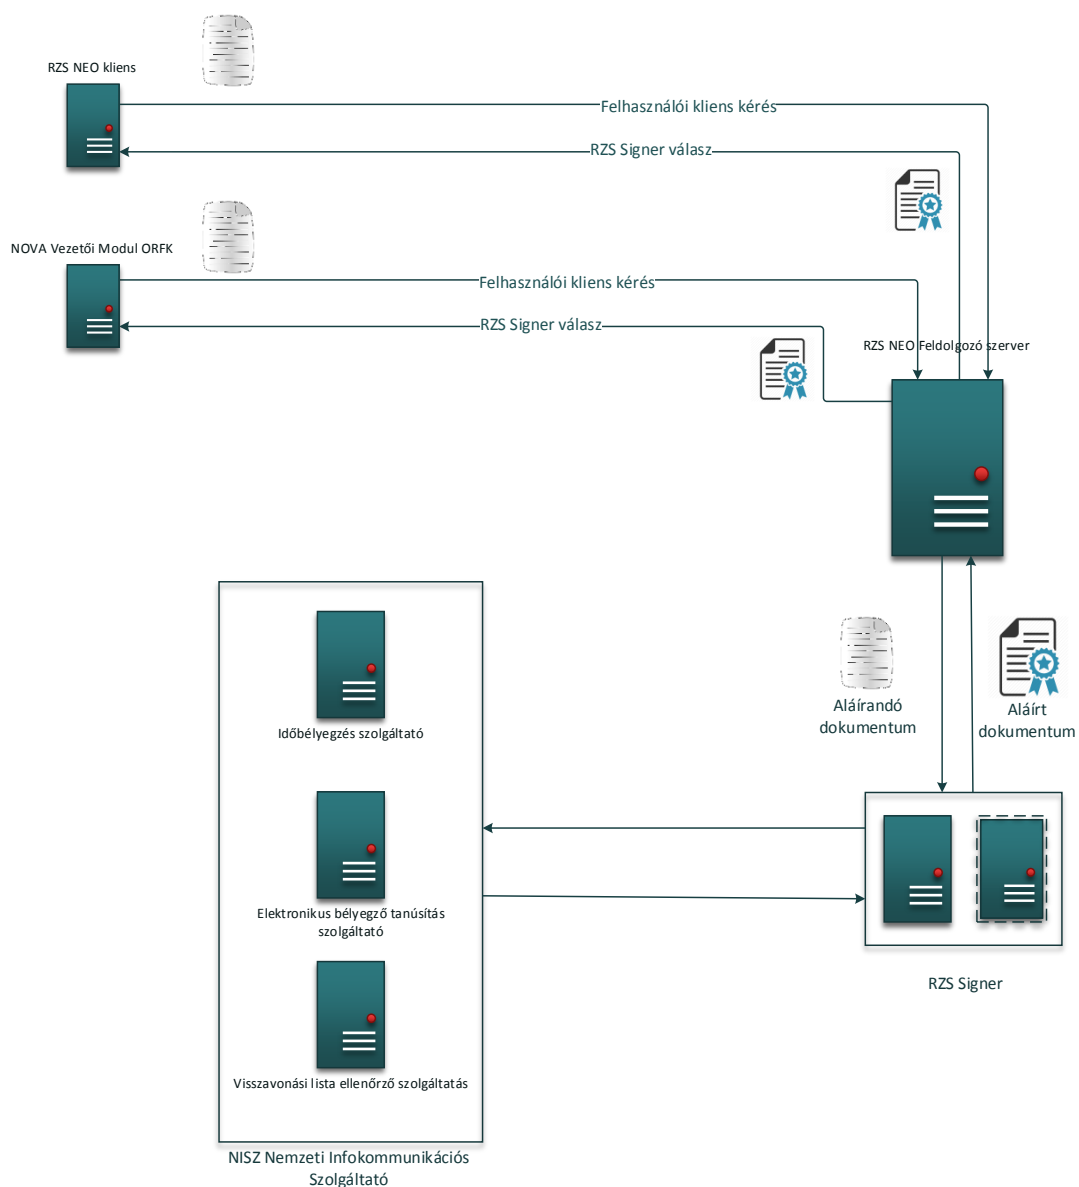 RZS NEO kliens
Felhasználói kliens kérés
RZS Signer válasz
NOVA Vezetői Modul ORFK
Felhasználói kliens kérés
RZS Signer válasz
RZS NEO Feldolgozó szerver
Aláírandó
dokumentum
Aláírt
dokumentum
Időbélyegzés szolgáltató
Elektronikus bélyegző tanúsítás
szolgáltató
RZS Signer
Visszavonási lista ellenőrző szolgáltatás
NISZ Nemzeti Infokommunikációs
Szolgáltató